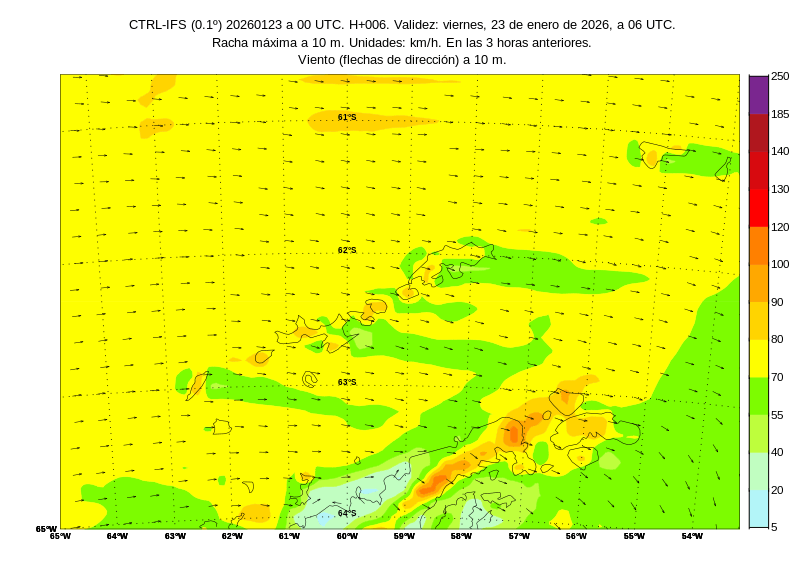 CTRL-IFS (0.1º) 20260123 a 00 UTC. H+006. Validez: viernes, 23 de enero de 2026, a 06 UTC.
Racha máxima a 10 m. Unidades: km/h. En las 3 horas anteriores.
Viento (flechas de dirección) a 10 m.
250
185
140
130
120
100
90
80
70
55
40
20
5
61°S
62°S
63°S
64°S
65°W
65°W 64°W 63°W 62°W 61°W 60°W 59°W 58°W 57°W 56°W 55°W 54°W